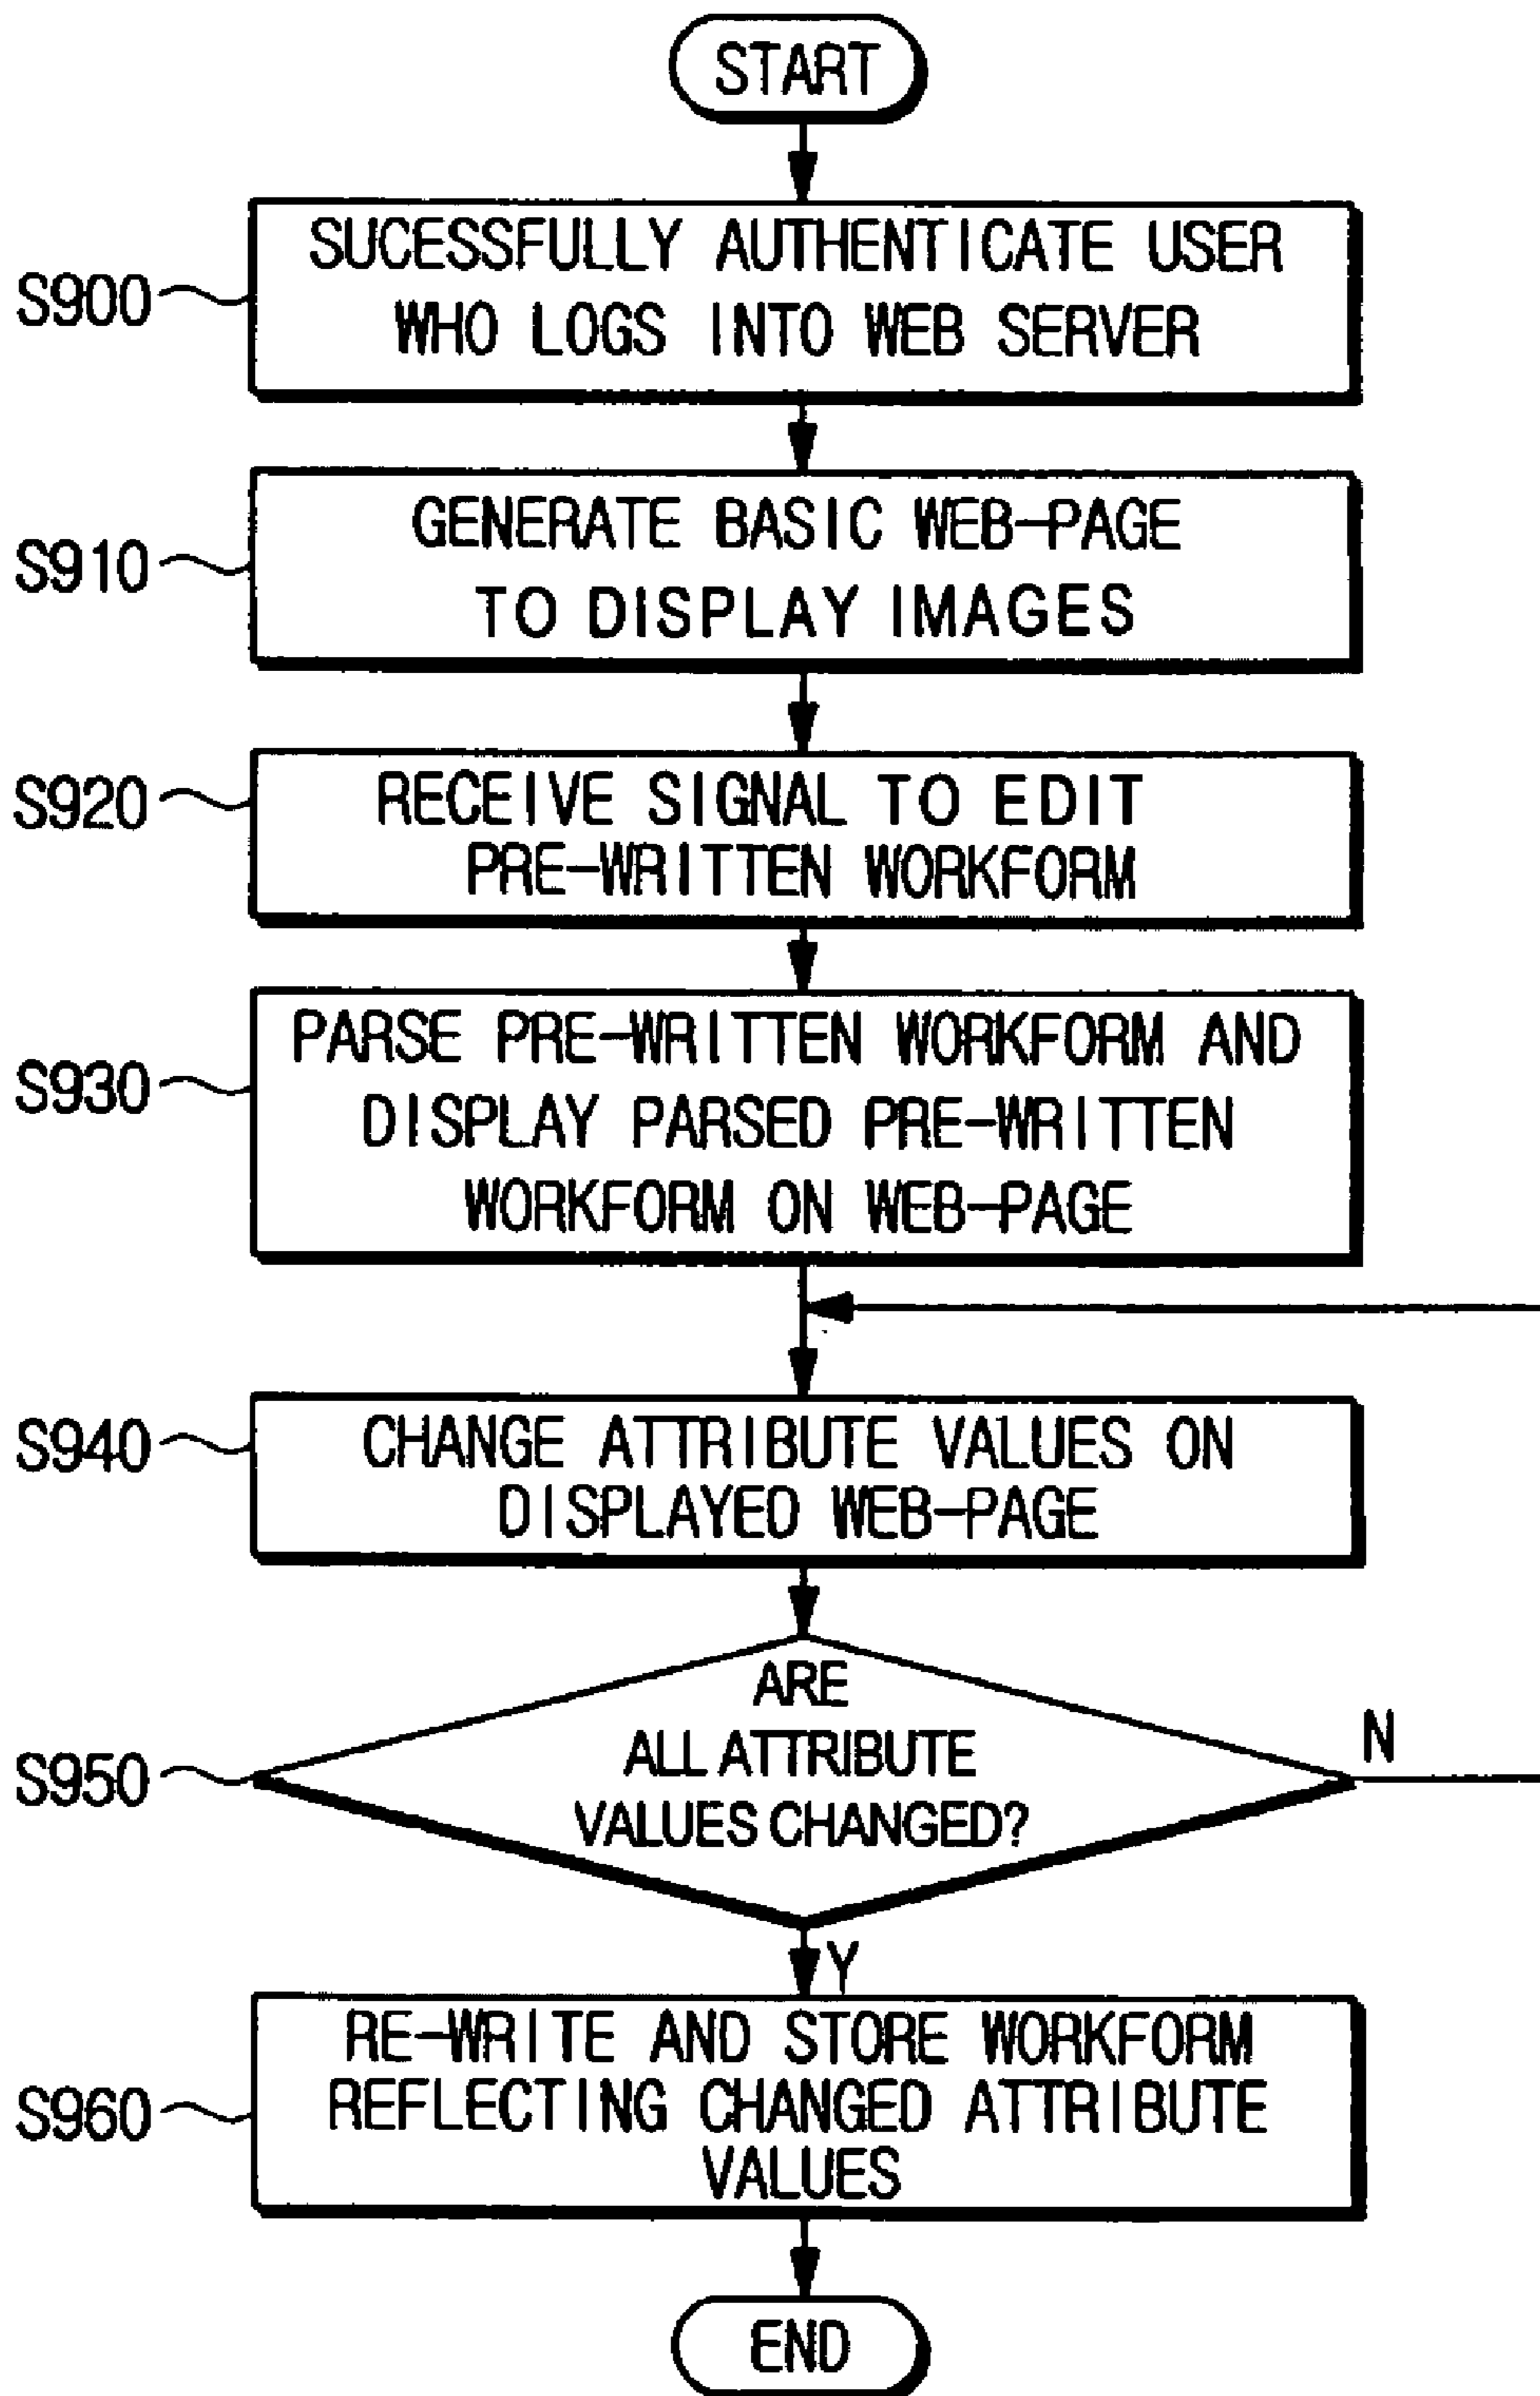 START
S900
SUCESSFULLY AUTHENTICATE USER
WHO LOGS INTO WEB SERVER
S910
GENERATE BASIC WEB-PAGE
TO DISPLAY IMAGES
S920
RECEIVE SIGNAL TO EDIT
PRE-WRITTEN WORKFORM
S930
PARSE PRE-WRITTEN WORKFORM AND
DISPLAY PARSED PRE-WRITTEN
WORKFORM ON WEB-PAGE
S940
CHANGE ATTRIBUTE VALUES ON
DISPLAYED WEB-PAGE
S950
ARE
ALL ATTRIBUTE
VALUES CHANGED?
N
Y
S960
RE-WRITE AND STORE WORKFORM
REFLECTING CHANGED ATTRIBUTE
VALUES
END